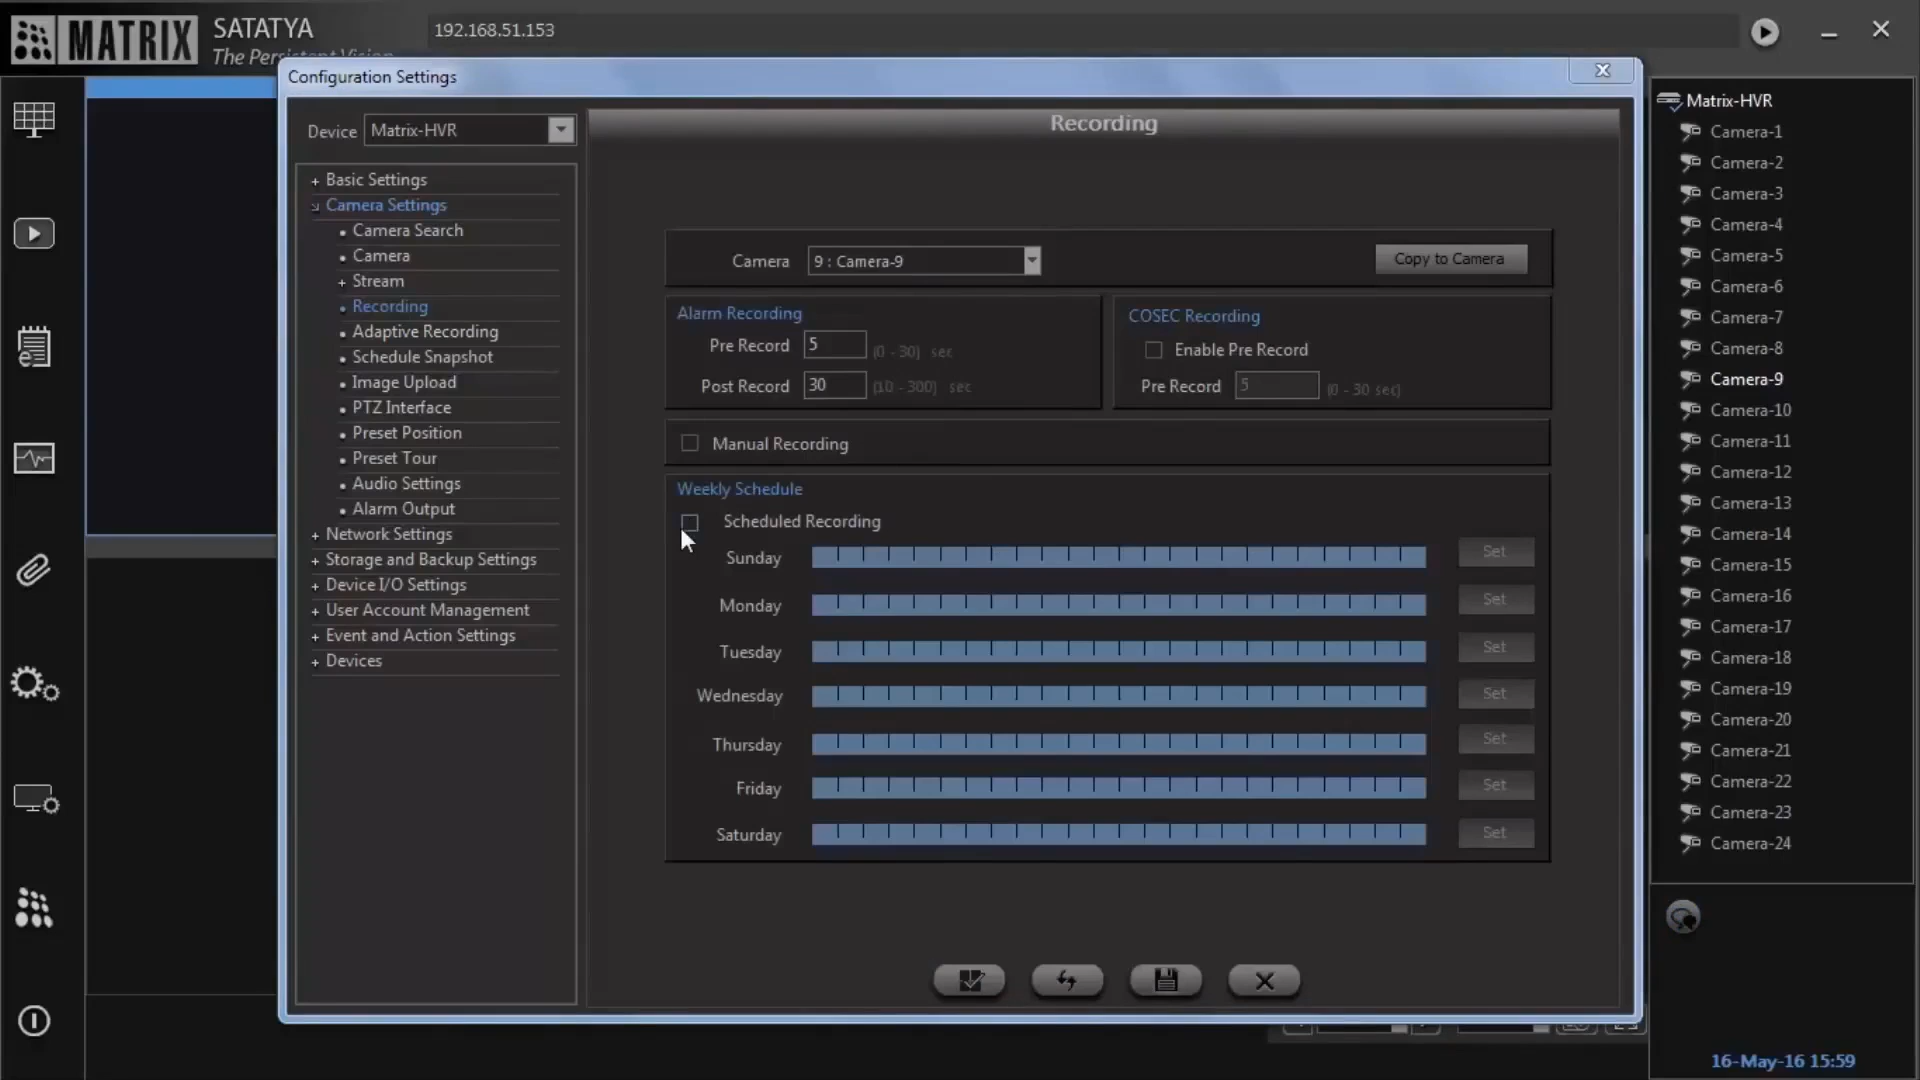 MATRIX
SATATYA
The Persistent Vision
192.168.51.153
Configuration Settings
Device
Matrix-HVR
+ Basic Settings
Camera Settings
Camera Search
Camera
+ Stream
Recording
Adaptive Recording
Schedule Snapshot
Image Upload
PTZ Interface
Preset Position
Preset Tour
Audio Settings
Alarm Output
+ Network Settings
+ Storage and Backup Settings
+ Device I/O Settings
+ User Account Management
+ Event and Action Settings
+ Devices
Recording
Camera
9 : Camera-9
Copy to Camera
Alarm Recording
Pre Record 5 (0 - 30) sec
Post Record 30 (10 - 300) sec
COSEC Recording
Enable Pre Record
Pre Record 5 (0 - 30 sec)
Manual Recording
Weekly Schedule
Scheduled Recording
Sunday Set
Monday Set
Tuesday Set
Wednesday Set
Thursday Set
Friday Set
Saturday Set
Matrix-HVR
Camera-1
Camera-2
Camera-3
Camera-4
Camera-5
Camera-6
Camera-7
Camera-8
Camera-9
Camera-10
Camera-11
Camera-12
Camera-13
Camera-14
Camera-15
Camera-16
Camera-17
Camera-18
Camera-19
Camera-20
Camera-21
Camera-22
Camera-23
Camera-24
16-May-16 15:59